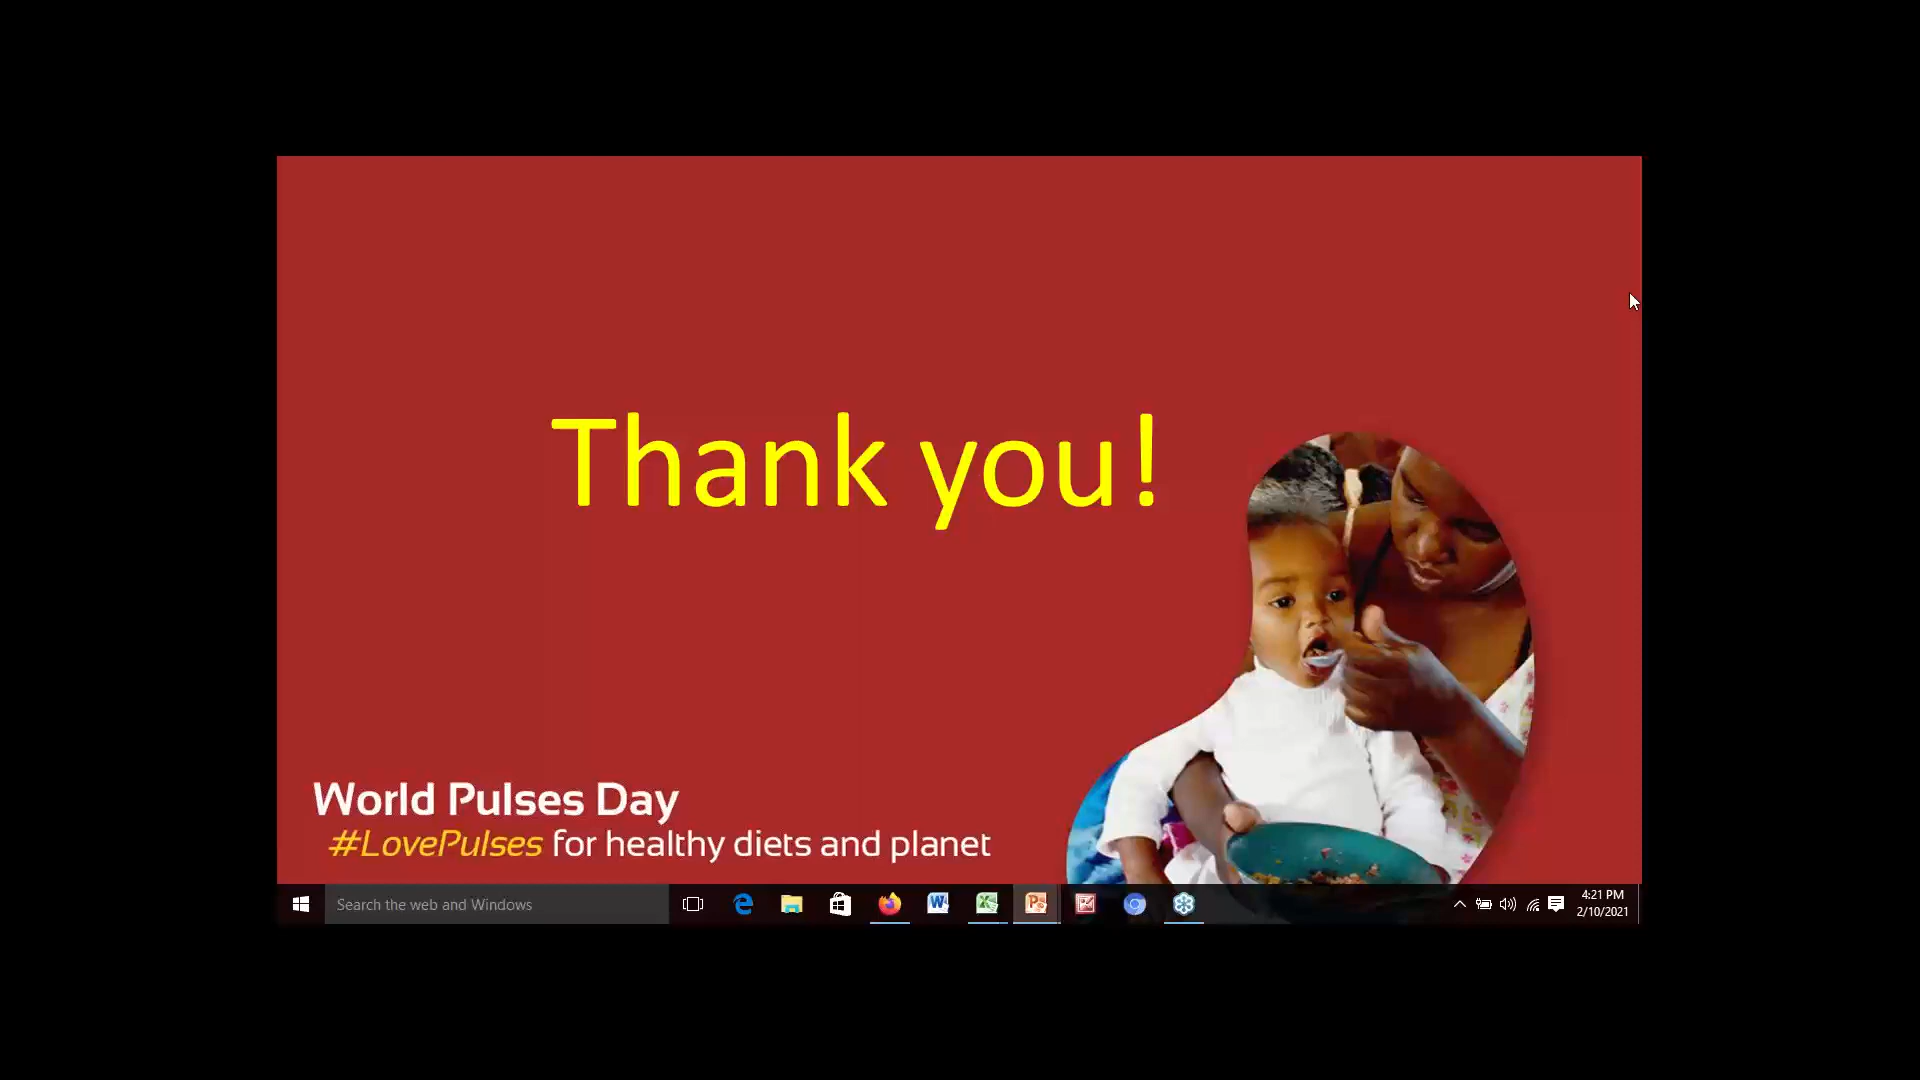 Thank you!
World Pulses Day
#LovePulses for healthy diets and planet
Search the web and Windows
4:21 PM
2/10/2021